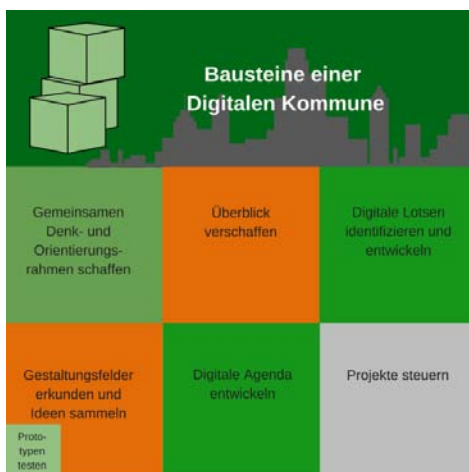 Bausteine einer
Digitalen Kommune
Gemeinsamen
Denk- und
Orientierungs-
rahmen schaffen
Überblick
verschaffen
Digitale Lotsen
identifizieren und
entwickeln
Gestaltungsfelder
erkunden und
Ideen sammeln
Proto-
typen
testen
Digitale Agenda
entwickeln
Projekte steuern